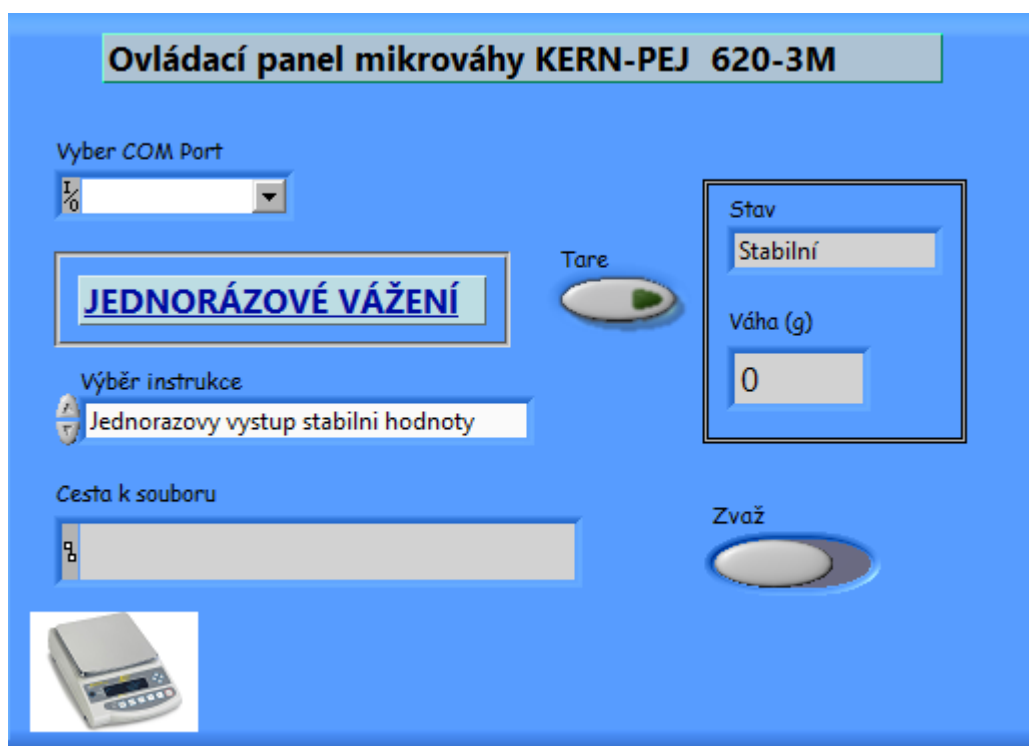 Ovládací panel mikrováhy KERN-PEJ 620-3M
Vyber COM Port
I/O
JEDNORÁZOVÉ VÁŽENÍ
Tare
Stav
Stabilní
Váha (g)
0
Výběr instrukce
Jednorazovy vystup stabilni hodnoty
Cesta k souboru
Zvaž